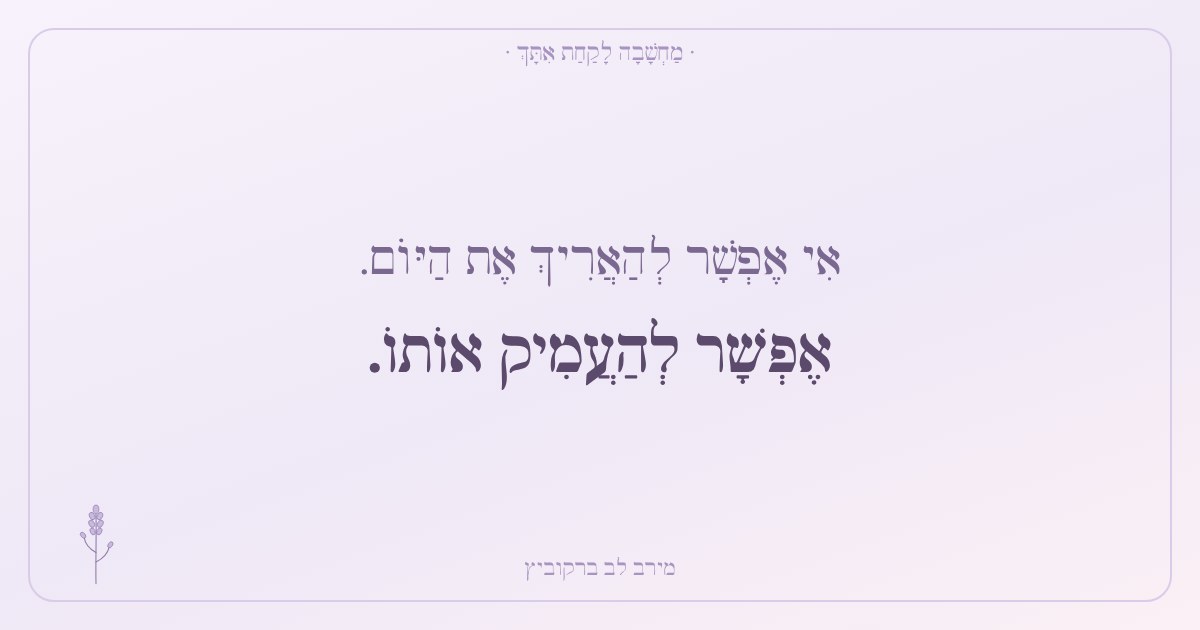 · מַחְשָׁבָה לָקַחַת אִתָּךְ ·
אִי אֶפְשָׁר לְהַאֲרִיךְ אֶת הַיּוֹם.
אֶפְשָׁר לְהַעֲמִיק אוֹתוֹ.
מירב לב ברקוביץ